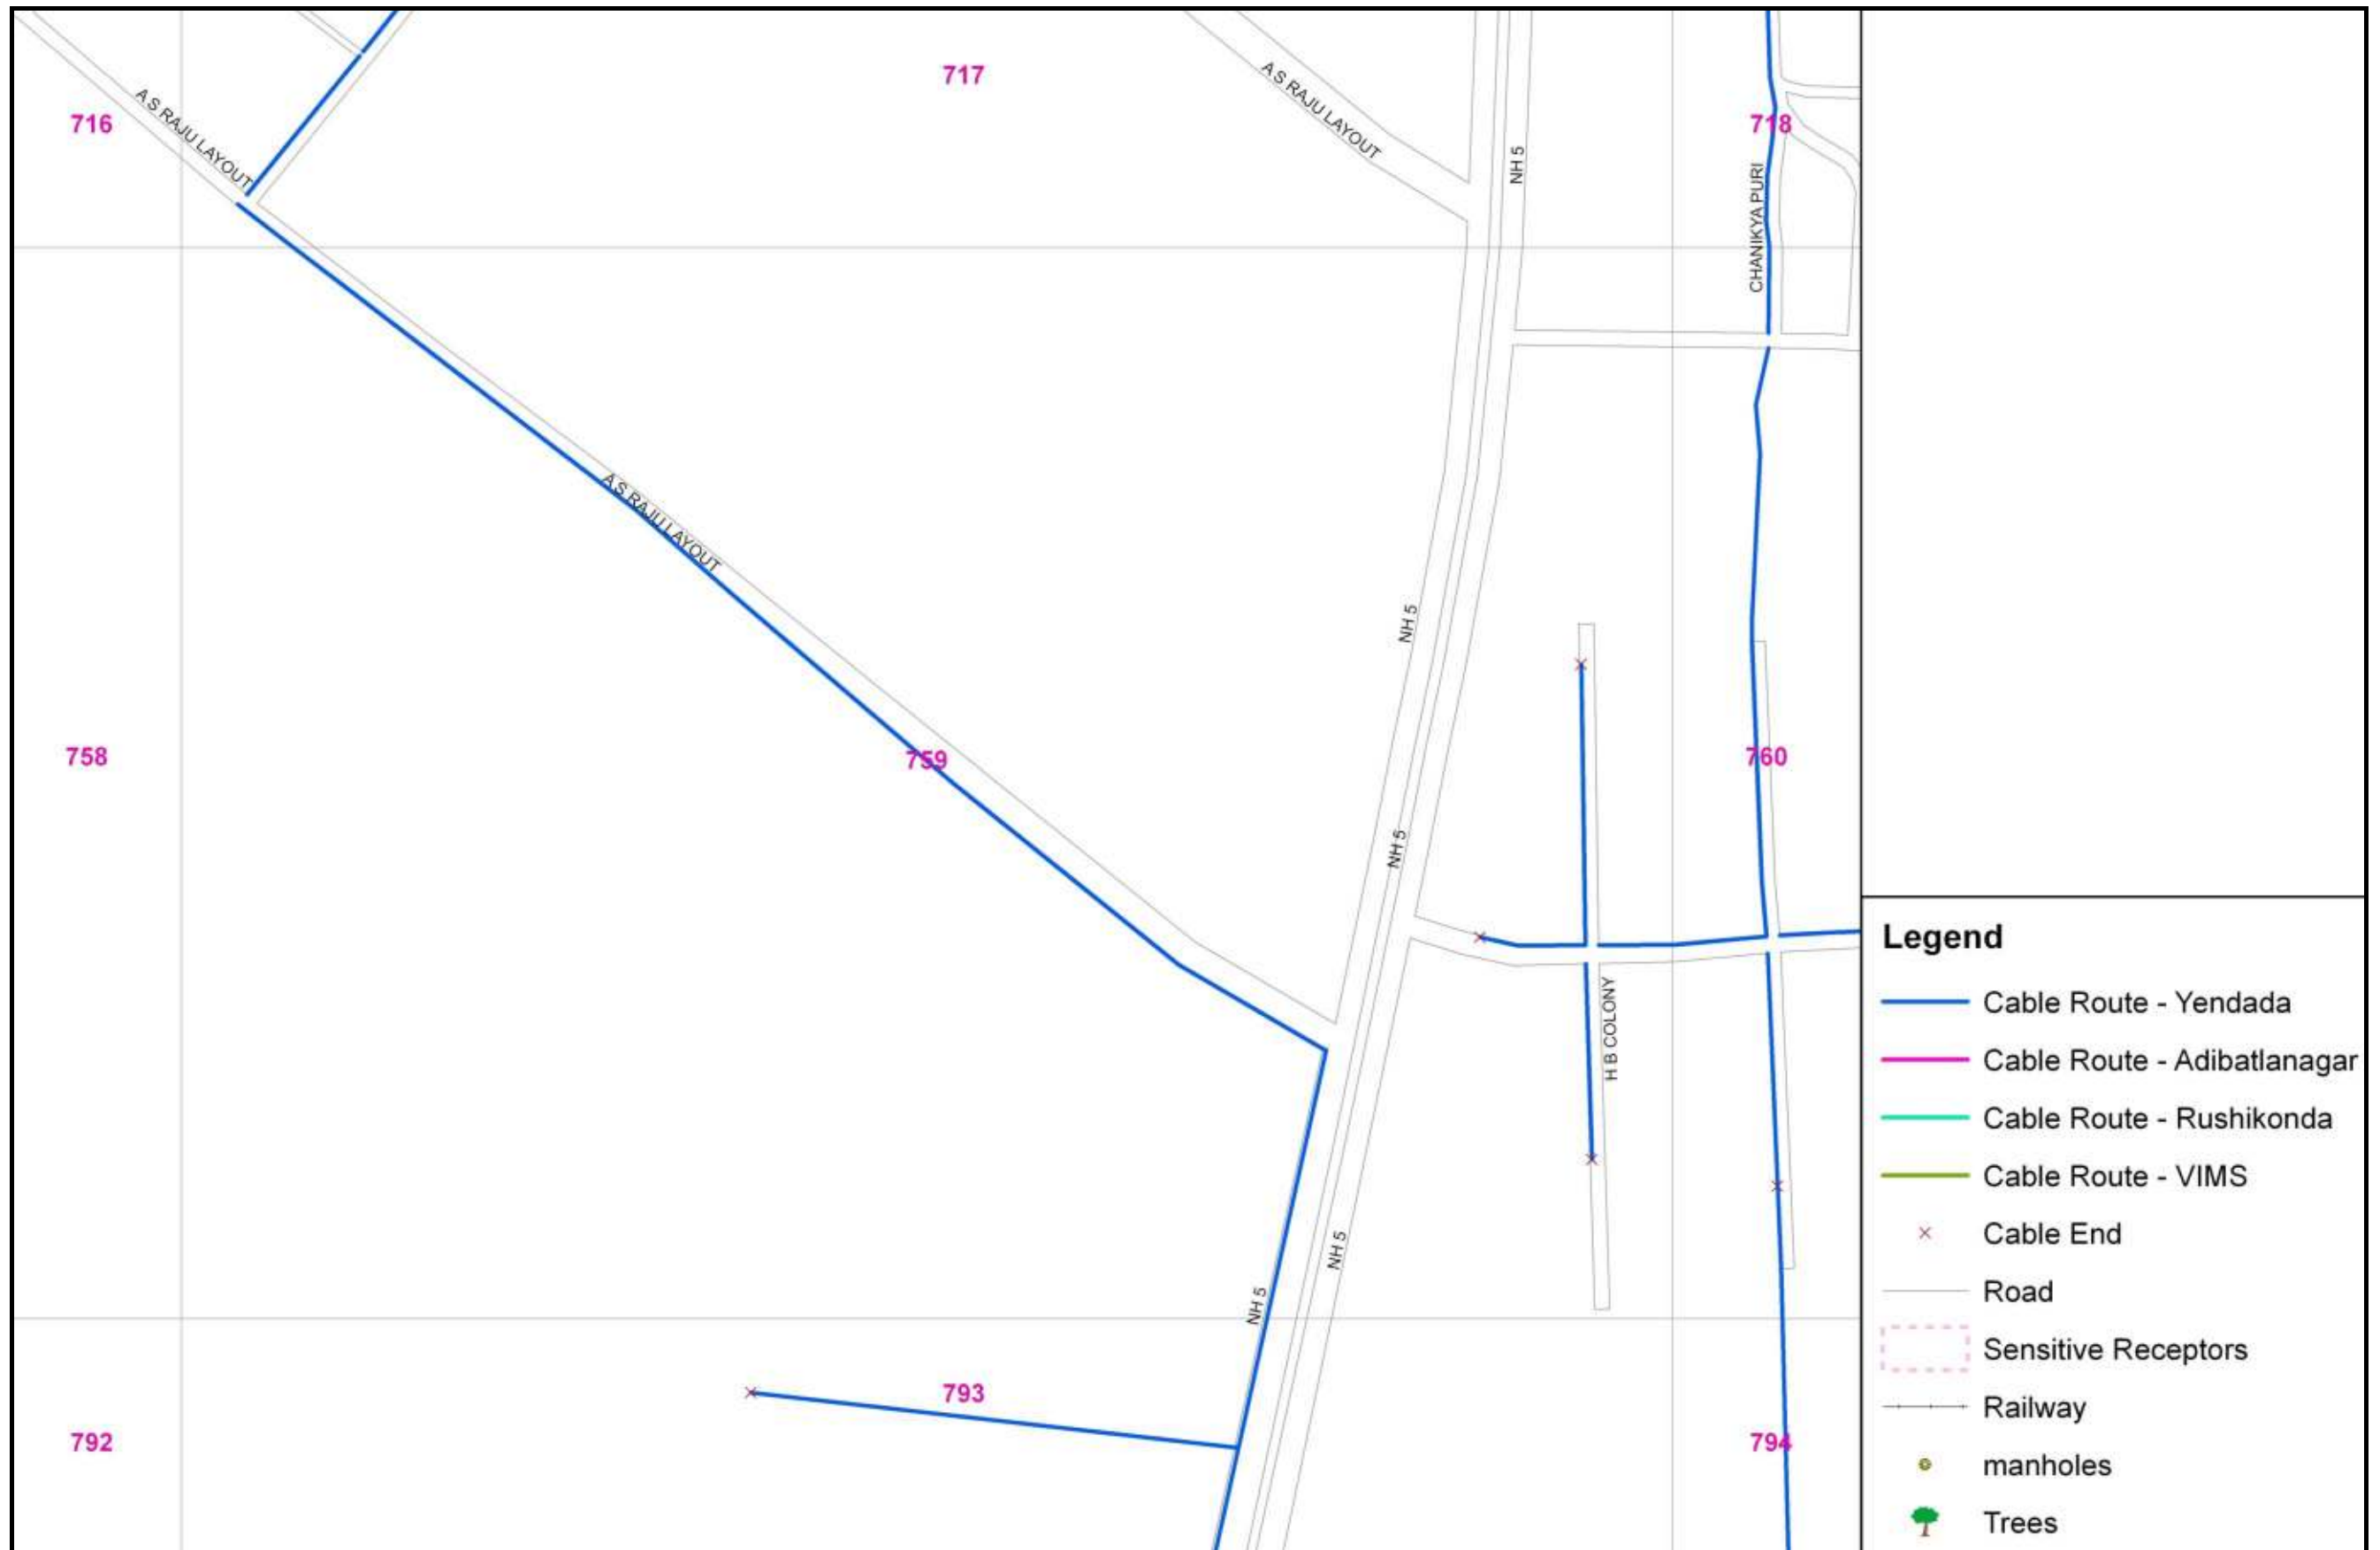 717
716
718
A S RAJU LAYOUT
A S RAJU LAYOUT
NH 5
CHANIKYA PURI
A S RAJU LAYOUT
NH 5
758
759
760
NH 5
H B COLONY
NH 5
NH 5
793
792
794
Legend
Cable Route - Yendada
Cable Route - Adibatlanagar
Cable Route - Rushikonda
Cable Route - VIMS
Cable End
Road
Sensitive Receptors
Railway
manholes
Trees